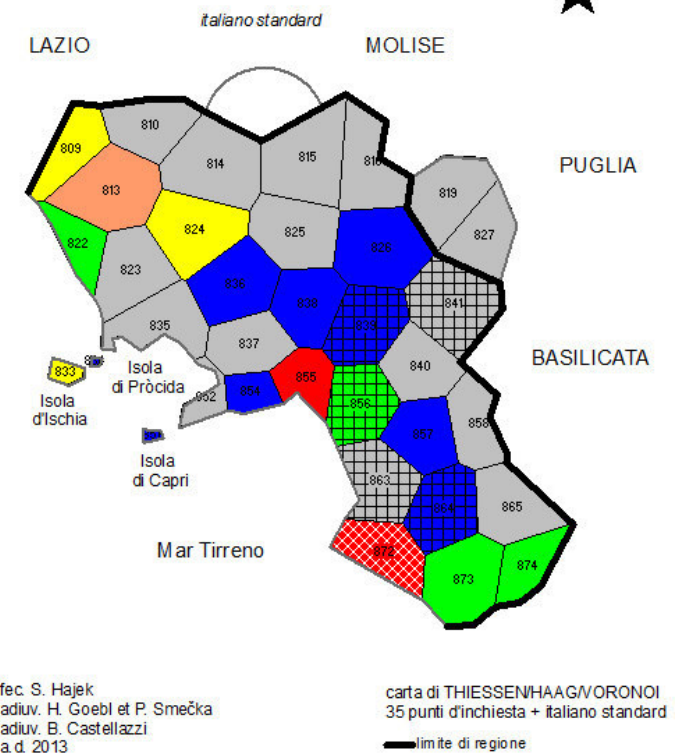 italiano standard
LAZIO
MOLISE
PUGLIA
BASILICATA
809
810
813
814
815
819
827
822
823
824
825
826
836
838
839
841
835
837
840
833
Isola
di Pròcida
Isola
d'Ischia
854
855
856
857
858
Isola
di Capri
863
864
865
Mar Tirreno
872
873
874
fec. S. Hajek
adiuv. H. Goebl et P. Smečka
adiuv. B. Castellazzi
a.d. 2013
carta di THIESSEN/HAAG/VORONOI
35 punti d'inchiesta + italiano standard
limite di regione